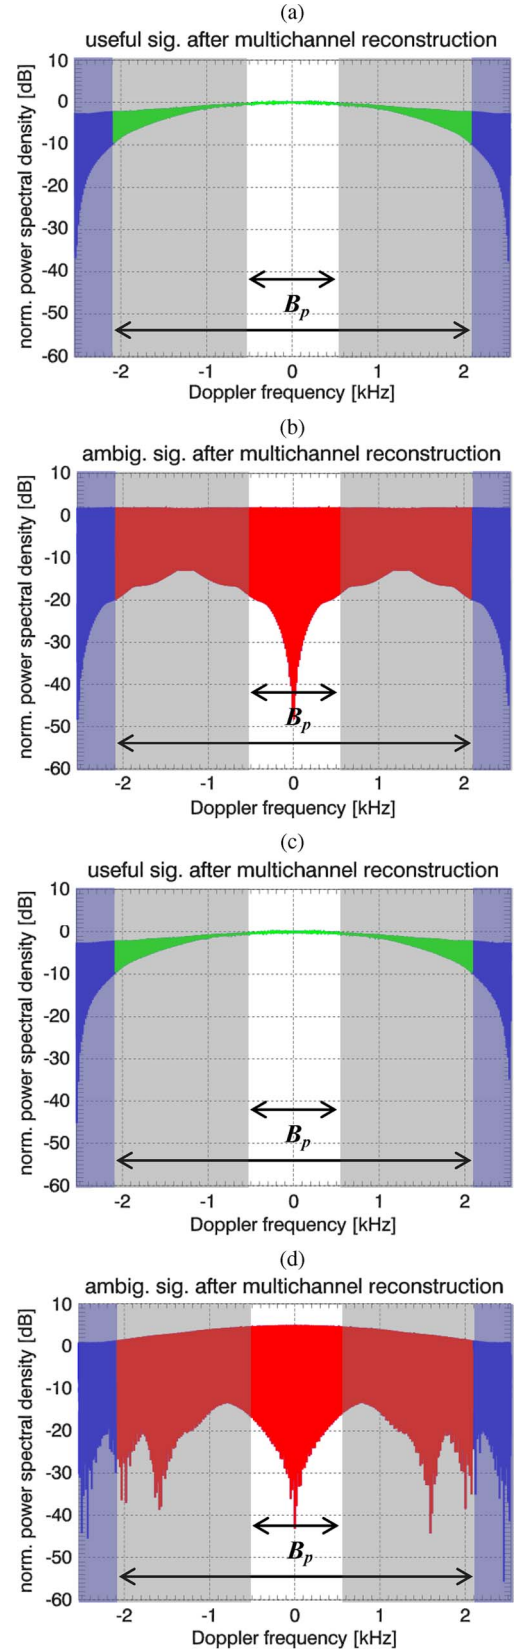 (a)
useful sig. after multichannel reconstruction
norm. power spectral density [dB]
10
0
-10
-20
-30
-40
-50
-60
Bp
-2 -1 0 1 2
Doppler frequency [kHz]
(b)
ambig. sig. after multichannel reconstruction
norm. power spectral density [dB]
10
0
-10
-20
-30
-40
-50
-60
Bp
-2 -1 0 1 2
Doppler frequency [kHz]
(c)
useful sig. after multichannel reconstruction
norm. power spectral density [dB]
10
0
-10
-20
-30
-40
-50
-60
Bp
-2 -1 0 1 2
Doppler frequency [kHz]
(d)
ambig. sig. after multichannel reconstruction
norm. power spectral density [dB]
10
0
-10
-20
-30
-40
-50
-60
Bp
-2 -1 0 1 2
Doppler frequency [kHz]